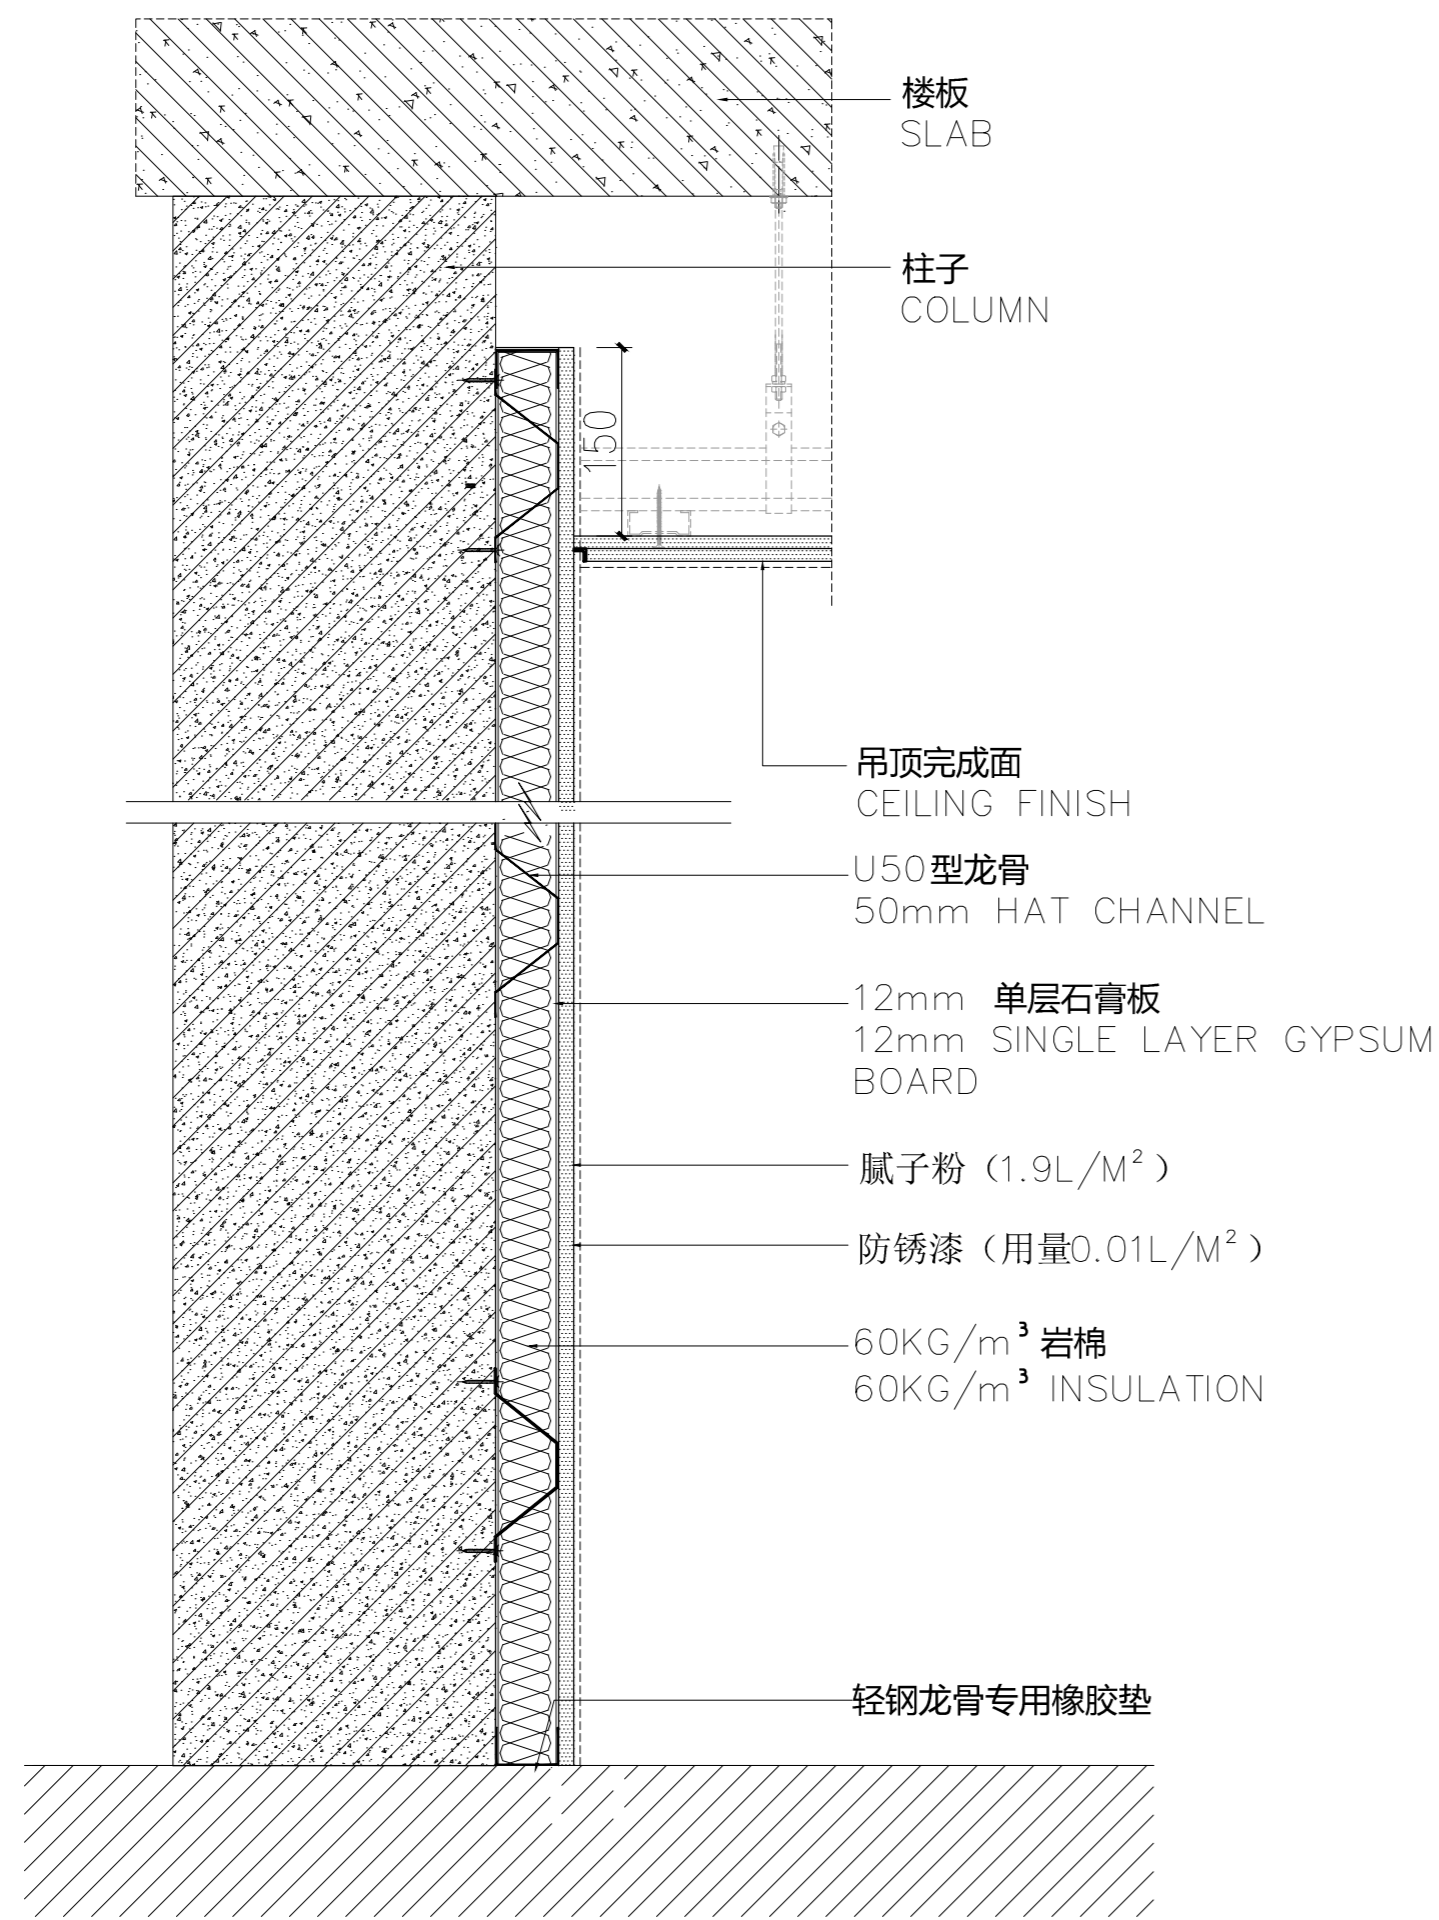 楼板
SLAB
柱子
COLUMN
150
吊顶完成面
CEILING FINISH
U50型龙骨
50mm HAT CHANNEL
12mm 单层石膏板
12mm SINGLE LAYER GYPSUM
BOARD
腻子粉（1.9L/M²）
防锈漆（用量0.01L/M²）
60KG/m³ 岩棉
60KG/m³ INSULATION
轻钢龙骨专用橡胶垫